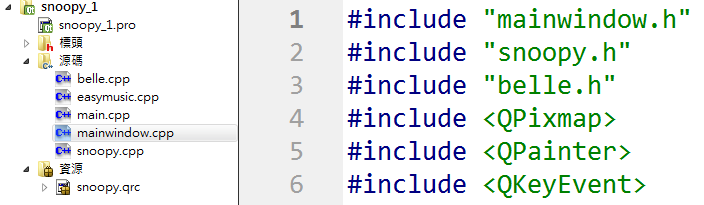 snoopy_1
snoopy_1.pro
標頭
源碼
belle.cpp
easymusic.cpp
main.cpp
mainwindow.cpp
snoopy.cpp
資源
snoopy.qrc
1 #include "mainwindow.h"
2 #include "snoopy.h"
3 #include "belle.h"
4 #include <QPixmap>
5 #include <QPainter>
6 #include <QKeyEvent>